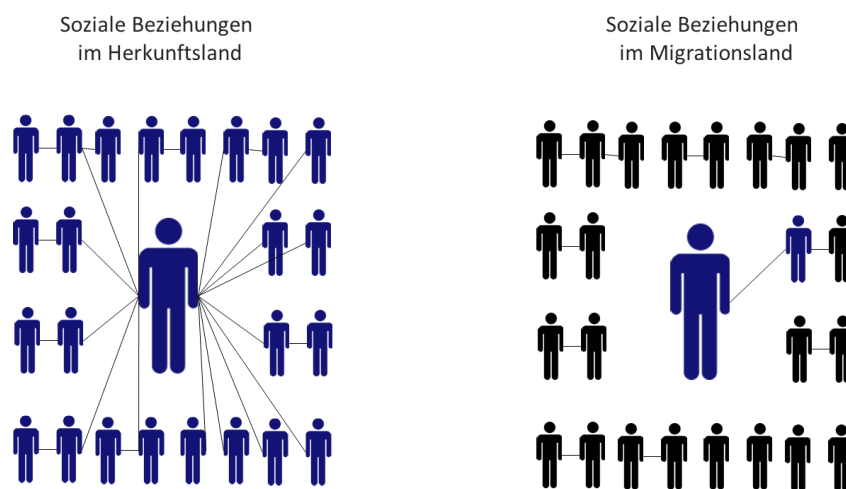 Soziale Beziehungen
im Herkunftsland
Soziale Beziehungen
im Migrationsland